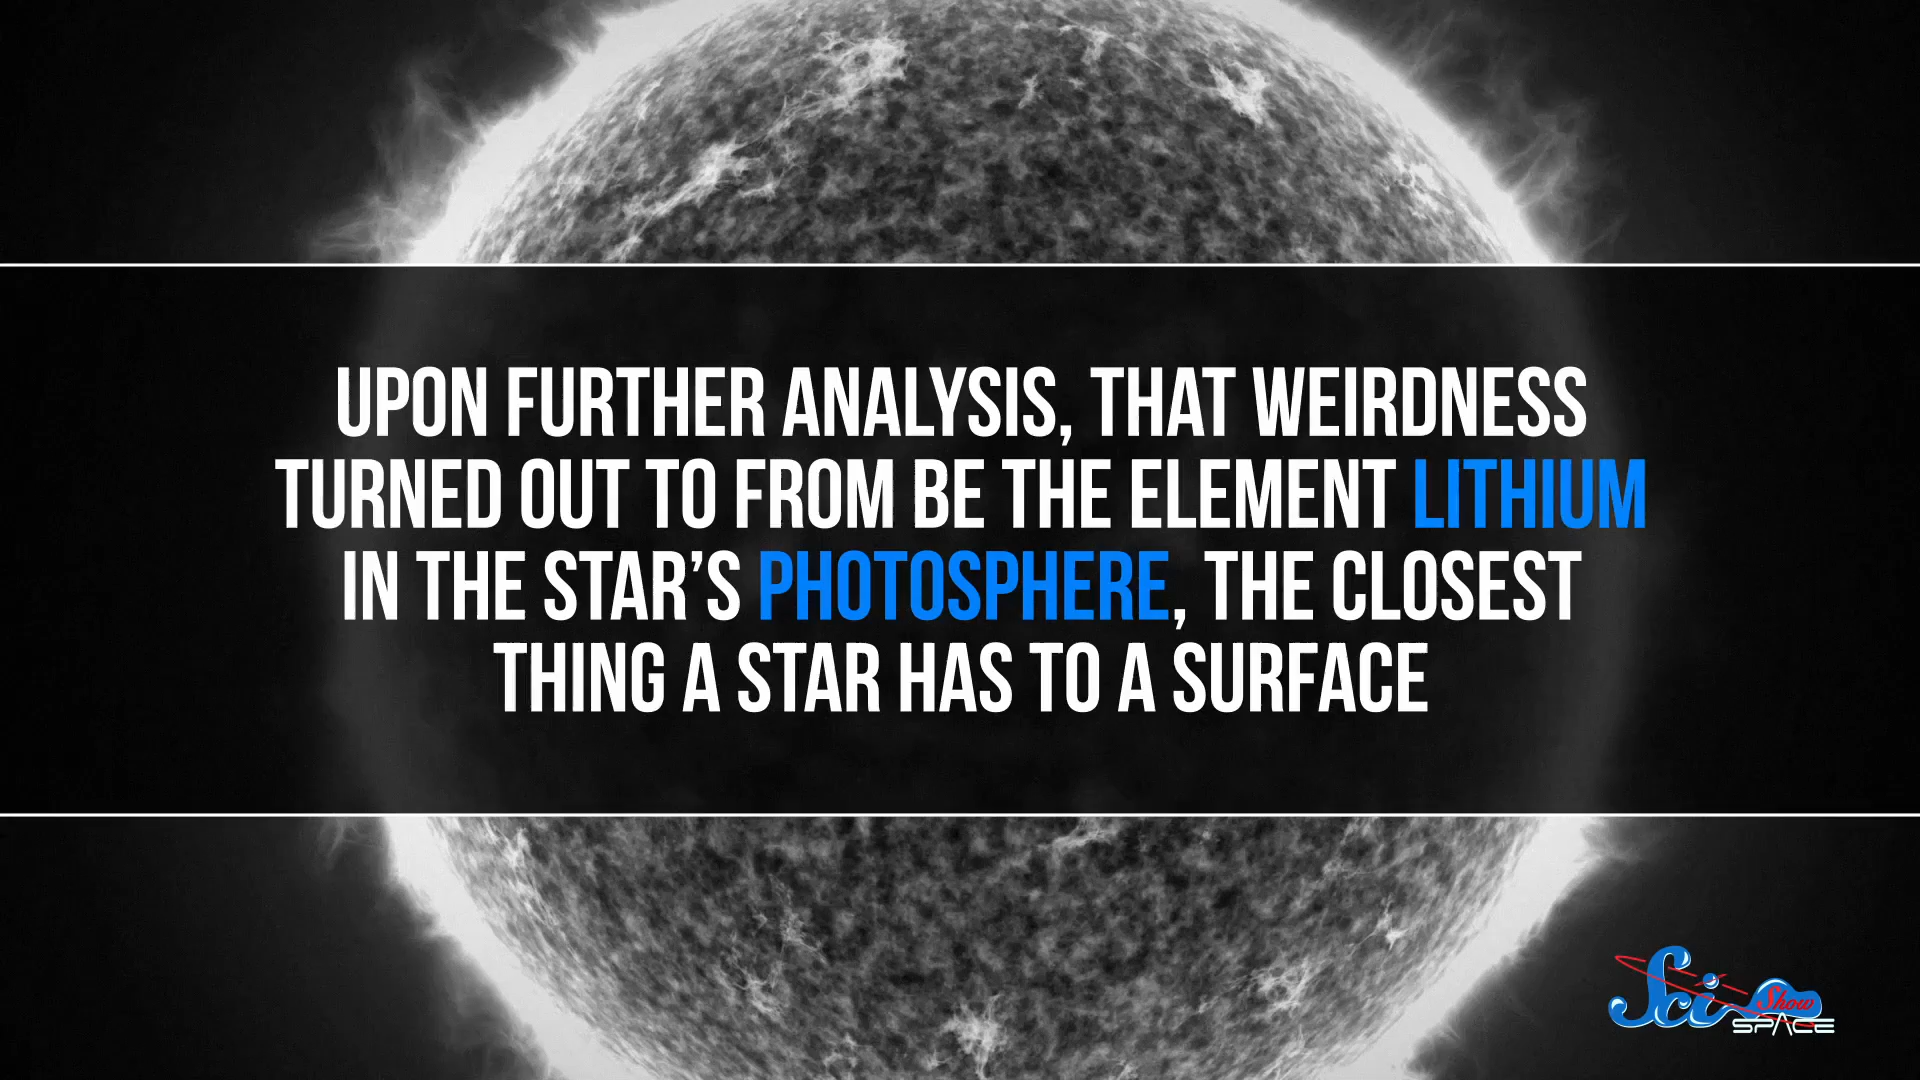 UPON FURTHER ANALYSIS, THAT WEIRDNESS
TURNED OUT TO FROM BE THE ELEMENT LITHIUM
IN THE STAR’S PHOTOSPHERE, THE CLOSEST
THING A STAR HAS TO A SURFACE
Sci Show
SPACE